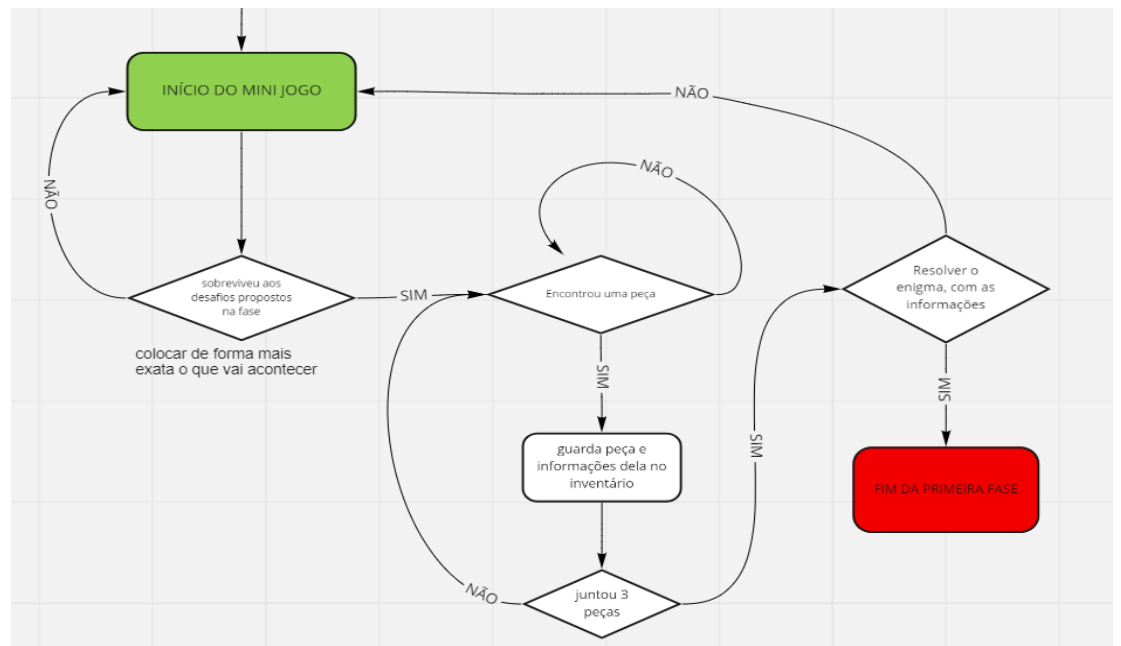 INÍCIO DO MINI JOGO
NÃO
NÃO
NÃO
sobreviveu aos
desafios propostos
na fase
SIM
Encontrou uma peça
Resolver o
enigma, com as
informações
colocar de forma mais
exata o que vai acontecer
SIM
SIM
guarda peça e
informações dela no
inventário
SIM
FIM DA PRIMEIRA FASE
NÃO
juntou 3
peças